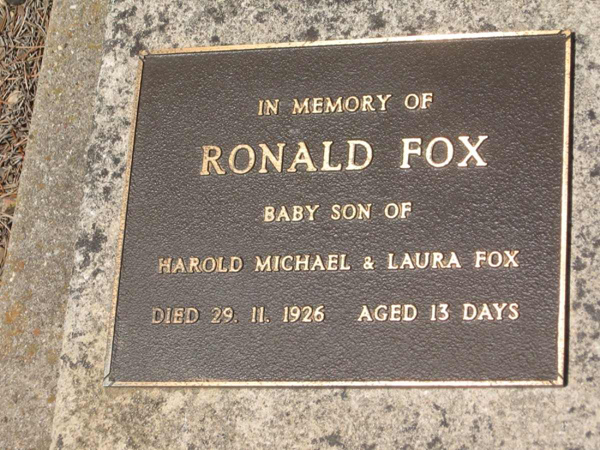 IN MEMORY OF
RONALD FOX
BABY SON OF
HAROLD MICHAEL & LAURA FOX
DIED 29. 11. 1926 AGED 13 DAYS